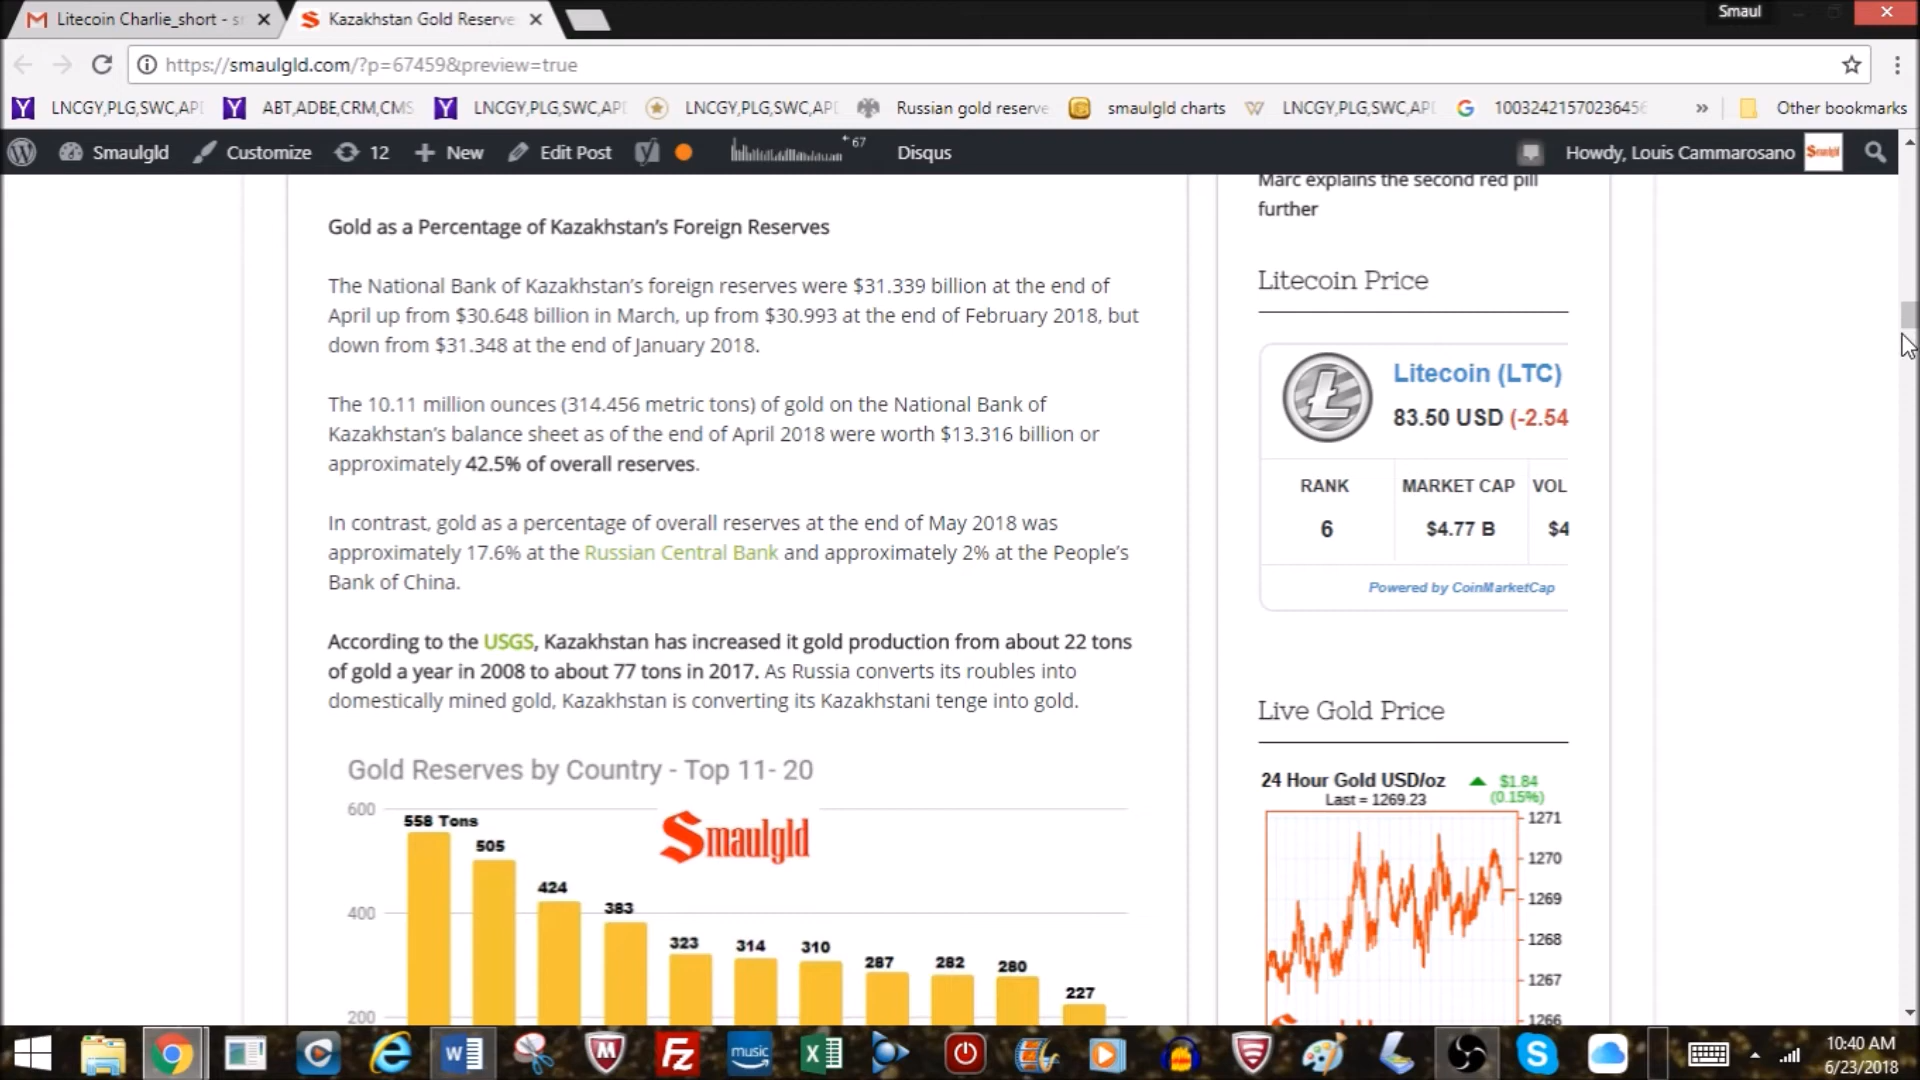 Litecoin Charlie_short - s
Kazakhstan Gold Reserve
Smaul
https://smaulgld.com/?p=67459&preview=true
LNCGY,PLG,SWC,API
ABT,ADBE,CRM,CMS
LNCGY,PLG,SWC,API
LNCGY,PLG,SWC,API
Russian gold reserve
smaulgld charts
LNCGY,PLG,SWC,API
10032421570236456
»
Other bookmarks
Smaulgld
Customize
12
New
Edit Post
67
Disqus
Howdy, Louis Cammarosano
Smaulgld
Gold as a Percentage of Kazakhstan's Foreign Reserves
The National Bank of Kazakhstan's foreign reserves were $31.339 billion at the end of
April up from $30.648 billion in March, up from $30.993 at the end of February 2018, but
down from $31.348 at the end of January 2018.
The 10.11 million ounces (314.456 metric tons) of gold on the National Bank of
Kazakhstan's balance sheet as of the end of April 2018 were worth $13.316 billion or
approximately 42.5% of overall reserves.
In contrast, gold as a percentage of overall reserves at the end of May 2018 was
approximately 17.6% at the Russian Central Bank and approximately 2% at the People's
Bank of China.
According to the USGS, Kazakhstan has increased it gold production from about 22 tons
of gold a year in 2008 to about 77 tons in 2017. As Russia converts its roubles into
domestically mined gold, Kazakhstan is converting its Kazakhstani tenge into gold.
Gold Reserves by Country - Top 11- 20
Smaulgld
600
400
200
558 Tons
505
424
383
323
314
310
287
282
280
227
Marc explains the second red pill
further
Litecoin Price
Litecoin (LTC)
83.50 USD (-2.54
RANK
MARKET CAP
VOL
6
$4.77 B
$4
Powered by CoinMarketCap
Live Gold Price
24 Hour Gold USD/oz
$1.84
Last = 1269.23
(0.15%)
1271
1270
1269
1268
1267
1266
music
10:40 AM
6/23/2018